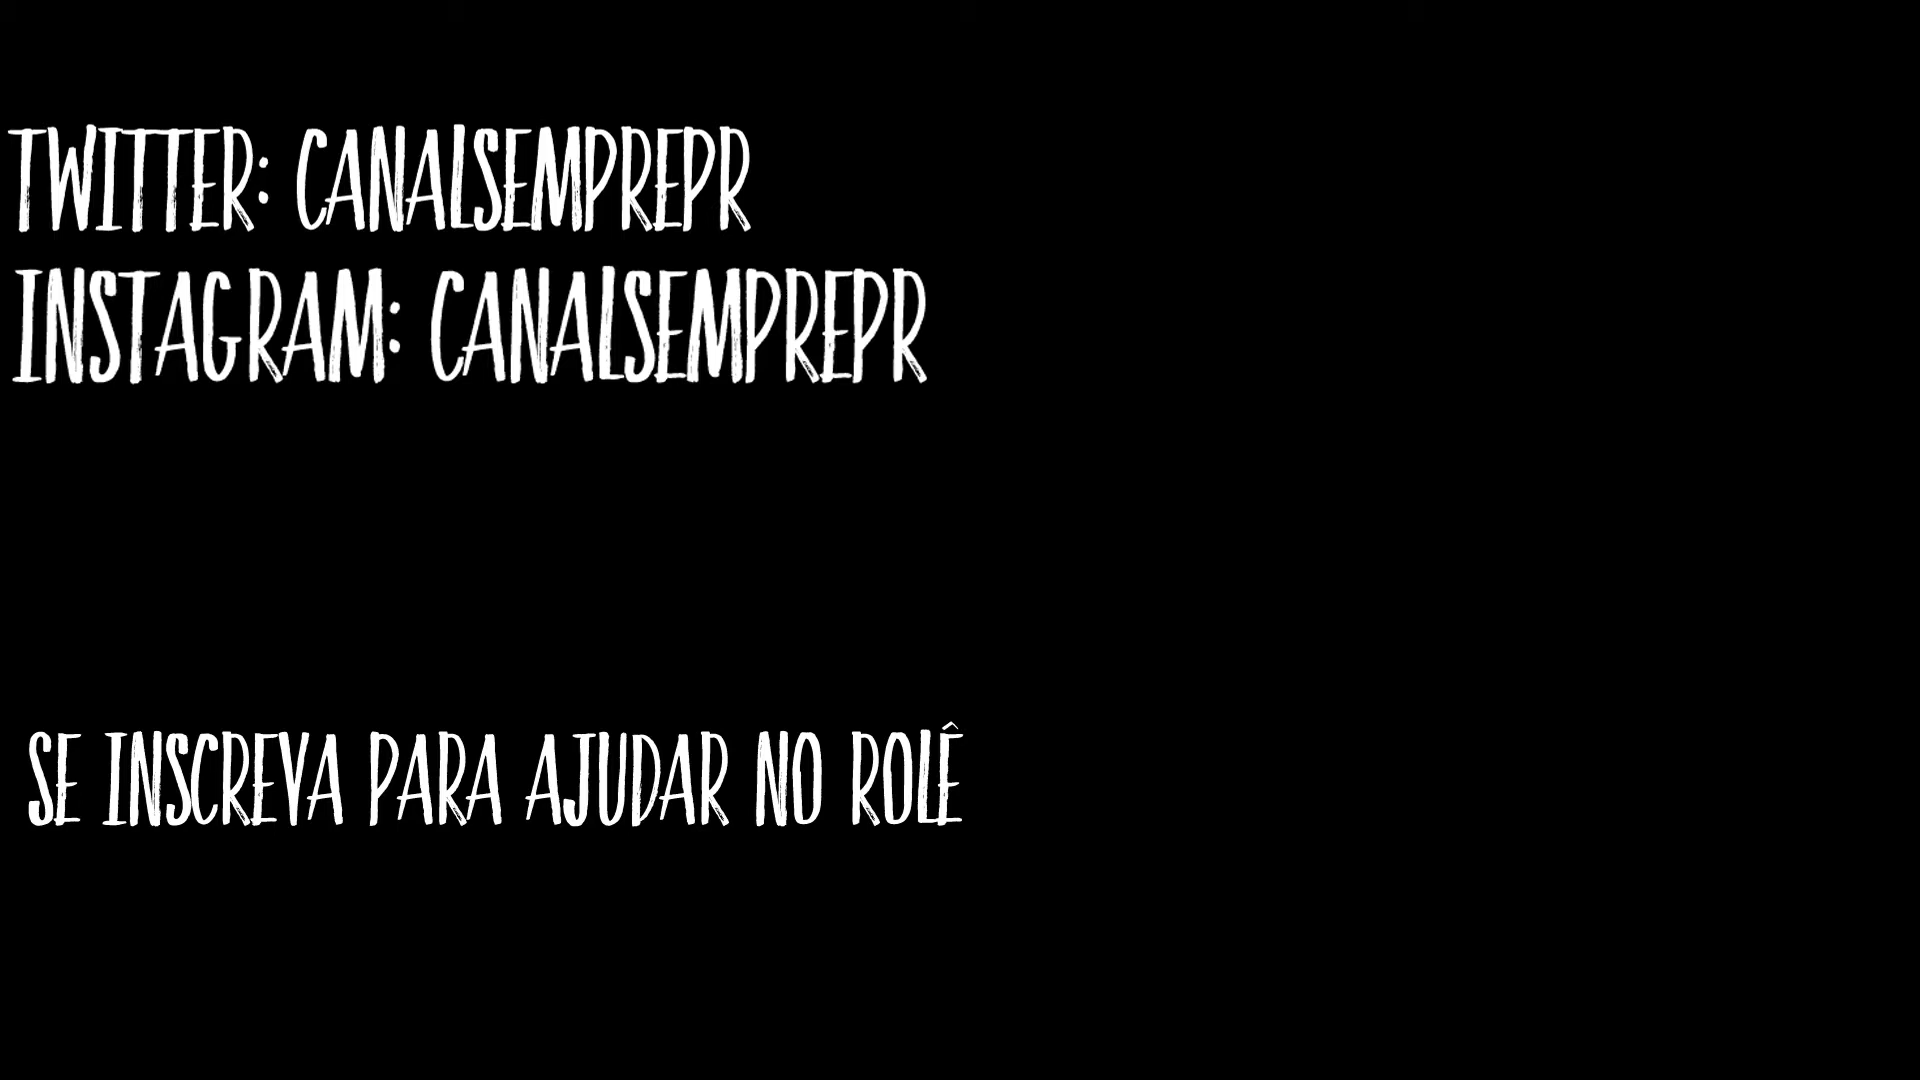 TWITTER: CANALSEMPREPR
INSTAGRAM: CANALSEMPREPR
SE INSCREVA PARA AJUDAR NO ROLÊ